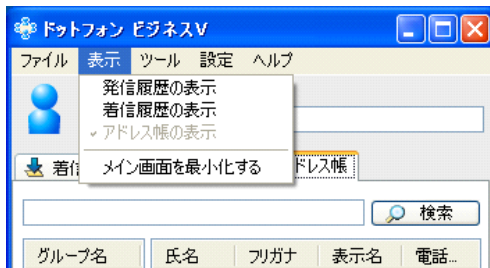 ドットフォン ビジネスV
ファイル 表示 ツール 設定 ヘルプ
発信履歴の表示
着信履歴の表示
アドレス帳の表示
メイン画面を最小化する
着信
ドレス帳
検索
グループ名 氏名 フリガナ 表示名 電話...